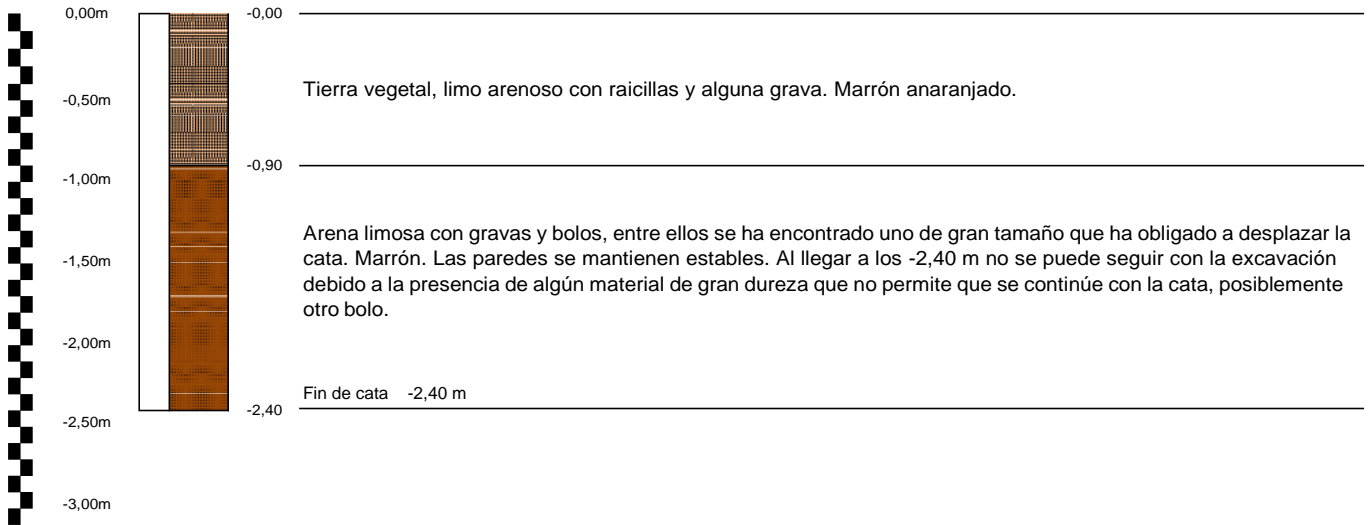 0,00m
-0,00
Tierra vegetal, limo arenoso con raicillas y alguna grava. Marrón anaranjado.
-0,50m
-0,90
-1,00m
Arena limosa con gravas y bolos, entre ellos se ha encontrado uno de gran tamaño que ha obligado a desplazar la
cata. Marrón. Las paredes se mantienen estables. Al llegar a los -2,40 m no se puede seguir con la excavación
debido a la presencia de algún material de gran dureza que no permite que se continúe con la cata, posiblemente
otro bolo.
-1,50m
-2,00m
Fin de cata -2,40 m
-2,40
-2,50m
-3,00m